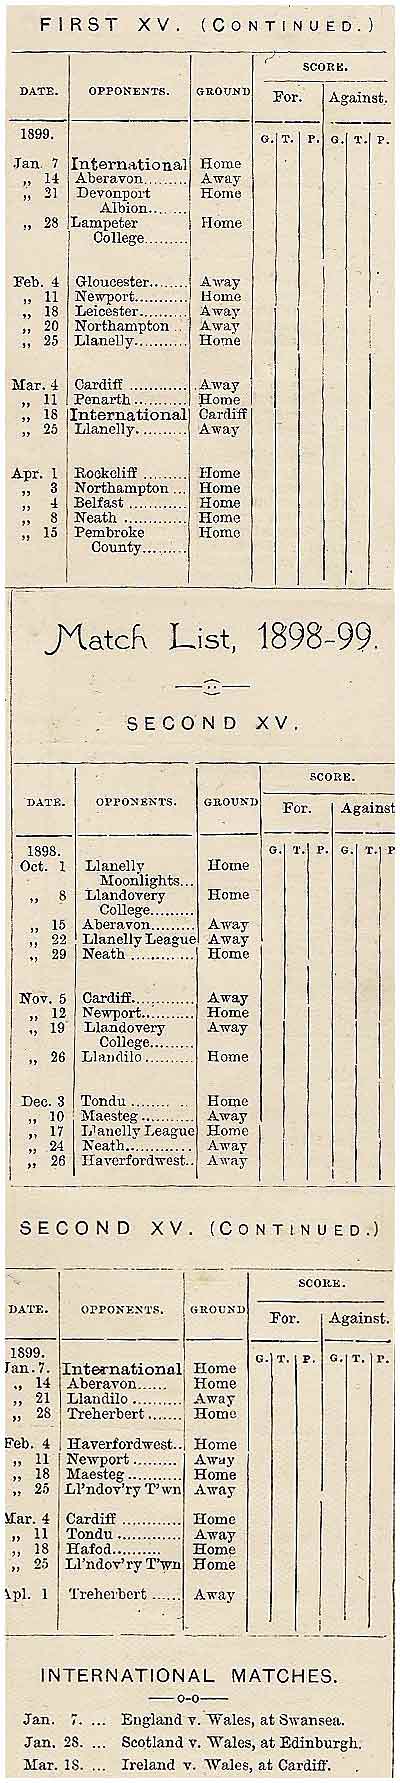 FIRST XV. (CONTINUED.)
SCORE.
DATE. OPPONENTS. GROUND For. Against.
1899. G. T. P. G. T. P.
Jan. 7 International Home
„ 14 Aberavon......... Away
„ 21 Devonport Home
Albion.......
„ 28 Lampeter Home
College.........
Feb. 4 Gloucester........ Away
„ 11 Newport........... Home
„ 18 Leicester.......... Away
„ 20 Northampton .. Away
„ 25 Llanelly........... Home
Mar. 4 Cardiff ............ Away
„ 11 Penarth........... Home
„ 18 International Cardiff
„ 25 Llanelly.......... Away
Apr. 1 Rockcliff ......... Home
„ 3 Northampton ... Home
„ 4 Belfast ............ Home
„ 8 Neath ............. Home
„ 15 Pembroke Home
County.........
Match List, 1898-99.
SECOND XV.
SCORE.
DATE. OPPONENTS. GROUND For. Against
1898. G. T. P. G. T. P
Oct. 1 Llanelly Home
Moonlights...
„ 8 Llandovery Home
College.........
„ 15 Aberavon......... Away
„ 22 Llanelly League Away
„ 29 Neath ............. Home
Nov. 5 Cardiff............ Away
„ 12 Newport.......... Home
„ 19 Llandovery Away
College.........
„ 26 Llandilo .......... Home
Dec. 3 Tondu ........ .. Home
„ 10 Maesteg ........... Away
„ 17 Llanelly League Home
„ 24 Neath.............. Away
„ 26 Haverfordwest.. Away
SECOND XV. (CONTINUED.)
SCORE.
DATE. OPPONENTS. GROUND For. Against.
1899. G. T. P. G. T. P.
Jan. 7. International Home
„ 14 Aberavon...... Home
„ 21 Llandilo ......... Away
„ 28 Treherbert ....... Home
Feb. 4 Haverfordwest.. Home
„ 11 Newport ......... Away
„ 18 Maesteg .......... Home
„ 25 Ll'ndov'ry T'wn Away
Mar. 4 Cardiff ............ Home
„ 11 Tondu ............. Away
„ 18 Hafod.......... Home
„ 25 Ll'ndov'ry T'wn Home
Apl. 1 Treherbert ...... Away
INTERNATIONAL MATCHES.
—o-o—
Jan. 7. ... England v. Wales, at Swansea.
Jan. 28. ... Scotland v. Wales, at Edinburgh.
Mar. 18. ... Ireland v. Wales, at Cardiff.